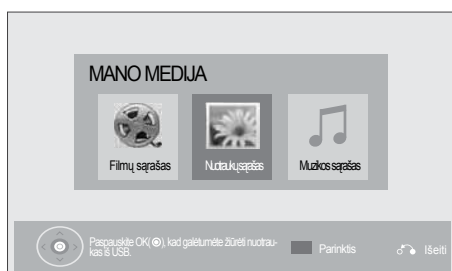 MANO MEDIJA
Filmų sąrašas
Nuotraukų sąrašas
Muzikos sąrašas
Paspauskite OK(◉), kad galėtumėte žiūrėti nuotrau-
kas iš USB.
Parinktis
Išeiti